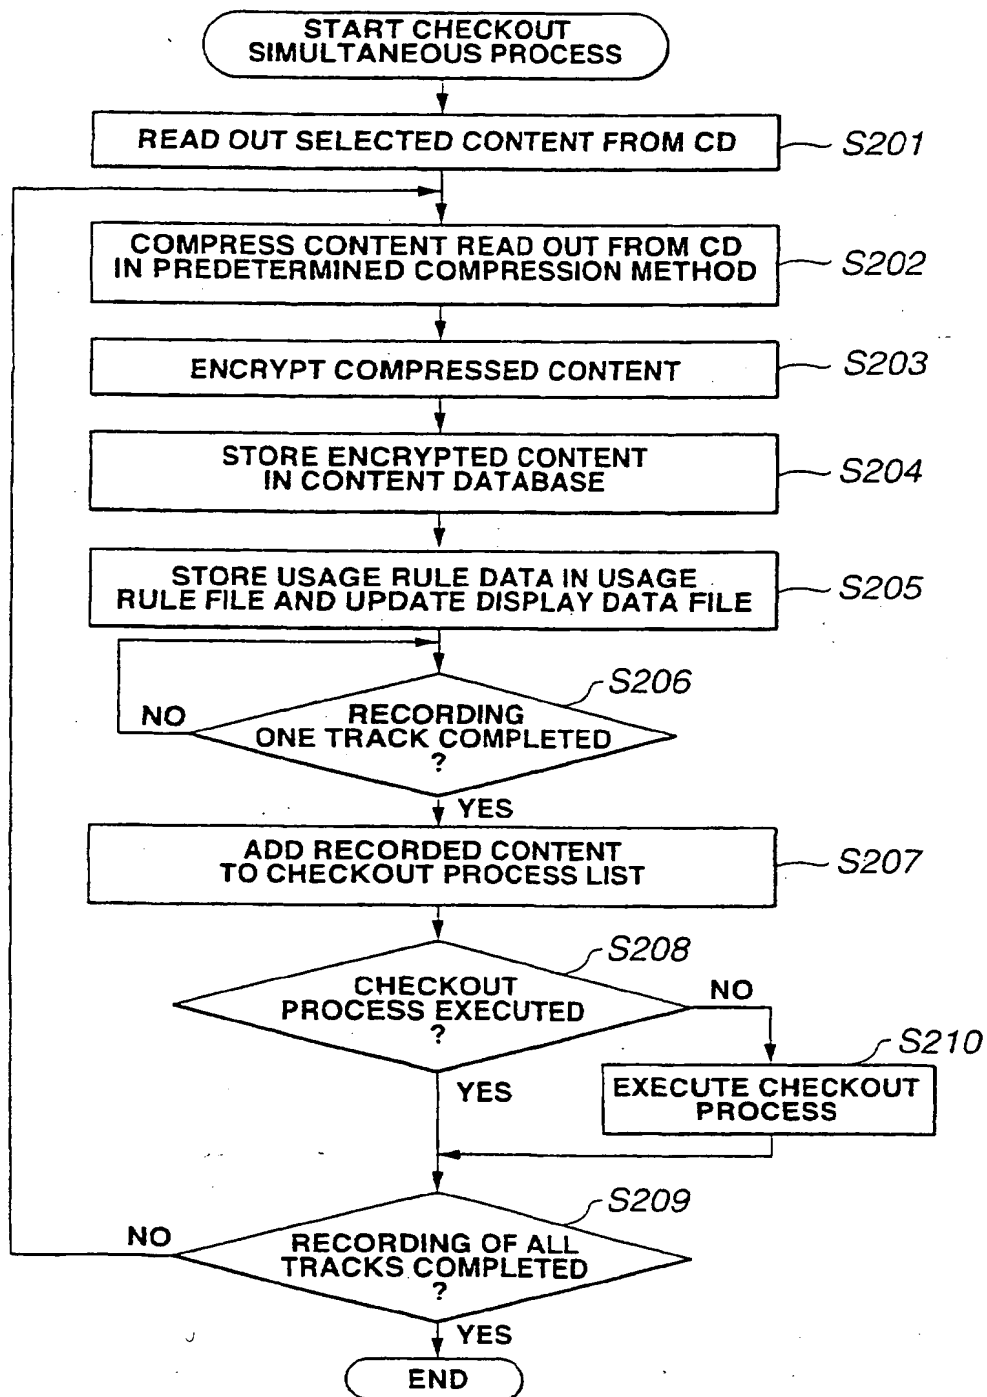 START CHECKOUT
SIMULTANEOUS PROCESS
READ OUT SELECTED CONTENT FROM CD
S201
COMPRESS CONTENT READ OUT FROM CD
IN PREDETERMINED COMPRESSION METHOD
S202
ENCRYPT COMPRESSED CONTENT
S203
STORE ENCRYPTED CONTENT
IN CONTENT DATABASE
S204
STORE USAGE RULE DATA IN USAGE
RULE FILE AND UPDATE DISPLAY DATA FILE
S205
S206
NO
RECORDING
ONE TRACK COMPLETED
?
YES
ADD RECORDED CONTENT
TO CHECKOUT PROCESS LIST
S207
S208
CHECKOUT
PROCESS EXECUTED
?
NO
YES
S210
EXECUTE CHECKOUT
PROCESS
S209
NO
RECORDING OF ALL
TRACKS COMPLETED
?
YES
END